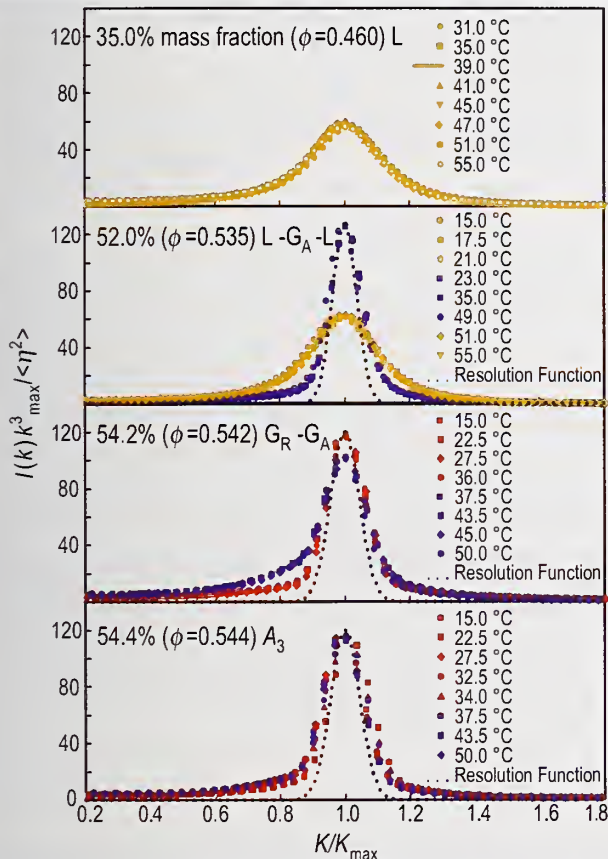 120
80
40
35.0% mass fraction (ϕ=0.460) L
31.0 °C
35.0 °C
39.0 °C
41.0 °C
45.0 °C
47.0 °C
51.0 °C
55.0 °C
120
80
40
52.0% (ϕ=0.535) L -G_A -L
15.0 °C
17.5 °C
21.0 °C
23.0 °C
35.0 °C
49.0 °C
51.0 °C
55.0 °C
Resolution Function
120
80
40
54.2% (ϕ=0.542) G_R -G_A
15.0 °C
22.5 °C
27.5 °C
36.0 °C
37.5 °C
43.5 °C
45.0 °C
50.0 °C
Resolution Function
120
80
40
0
54.4% (ϕ=0.544) A_3
15.0 °C
22.5 °C
27.5 °C
32.5 °C
34.0 °C
37.5 °C
43.5 °C
50.0 °C
Resolution Function
I(k)k^3_max/<η^2>
0.2 0.4 0.6 0.8 1.0 1.2 1.4 1.6 1.8
K/K_max